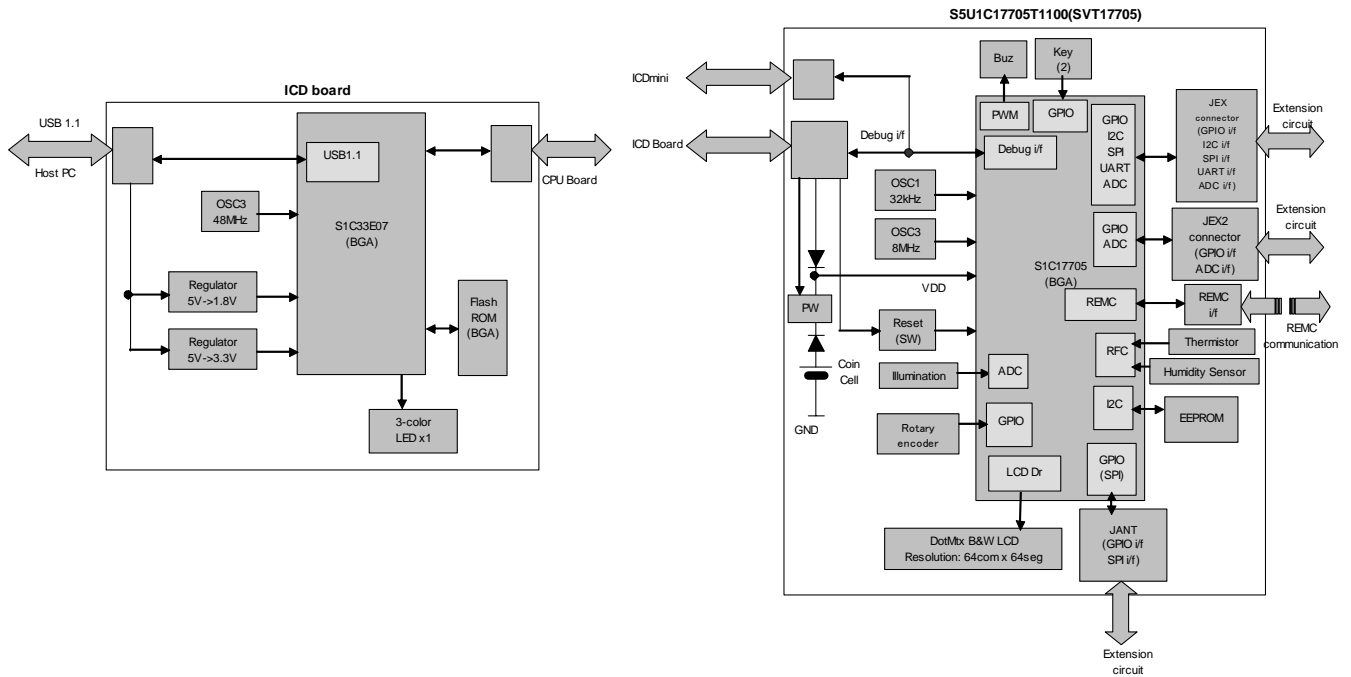 ICD board
USB 1.1
Host PC
USB1.1
OSC3
48MHz
S1C33E07
(BGA)
CPU Board
Regulator
5V->1.8V
Regulator
5V->3.3V
Flash
ROM
(BGA)
3-color
LED x1
S5U1C17705T1100(SVT17705)
ICDmini
ICD Board
Buz
Key
(2)
PWM
GPIO
Debug i/f
Debug i/f
GPIO
I2C
SPI
UART
ADC
JEX
connector
(GPIO i/f
I2C i/f
SPI i/f
UART i/f
ADC i/f)
Extension
circuit
OSC1
32kHz
OSC3
8MHz
GPIO
ADC
JEX2
connector
(GPIO i/f
ADC i/f)
Extension
circuit
S1C17705
(BGA)
VDD
PW
REMC
REMC
i/f
REMC
communication
Reset
(SW)
RFC
Thermistor
Humidity Sensor
Coin
Cell
Illumination
ADC
I2C
EEPROM
GND
Rotary
encoder
GPIO
LCD Dr
GPIO
(SPI)
DotMtx B&W LCD
Resolution: 64com x 64seg
JANT
(GPIO i/f
SPI i/f)
Extension
circuit